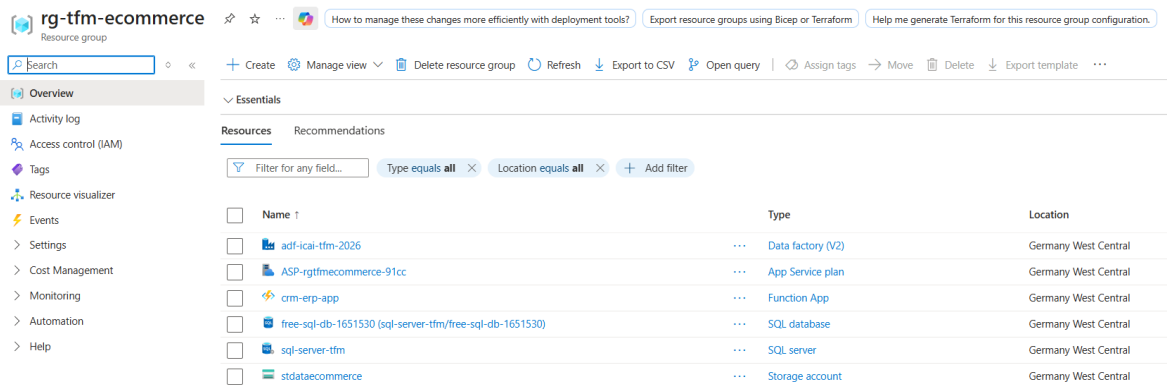 rg-tfm-ecommerce
Resource group
How to manage these changes more efficiently with deployment tools?
Export resource groups using Bicep or Terraform
Help me generate Terraform for this resource group configuration.
Search
Overview
Activity log
Access control (IAM)
Tags
Resource visualizer
Events
Settings
Cost Management
Monitoring
Automation
Help
Create Manage view Delete resource group Refresh Export to CSV Open query Assign tags Move Delete Export template
Essentials
Resources Recommendations
Filter for any field... Type equals all Location equals all Add filter
Name ↑ Type Location
adf-icai-tfm-2026 Data factory (V2) Germany West Central
ASP-rgtfmecommerce-91cc App Service plan Germany West Central
crm-erp-app Function App Germany West Central
free-sql-db-1651530 (sql-server-tfm/free-sql-db-1651530) SQL database Germany West Central
sql-server-tfm SQL server Germany West Central
stdataecommerce Storage account Germany West Central